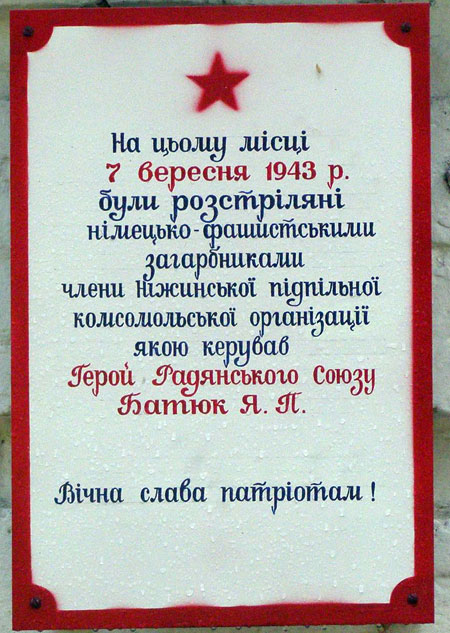 На цьому місці
7 вересня 1943 р.
були розстріляні
німецько-фашистськими
загарбниками
члени Ніжинської підпільної
комсомольської організації
якою керував
Герой Радянського Союзу
Батюк Я. П.
Вічна слава патріотам!